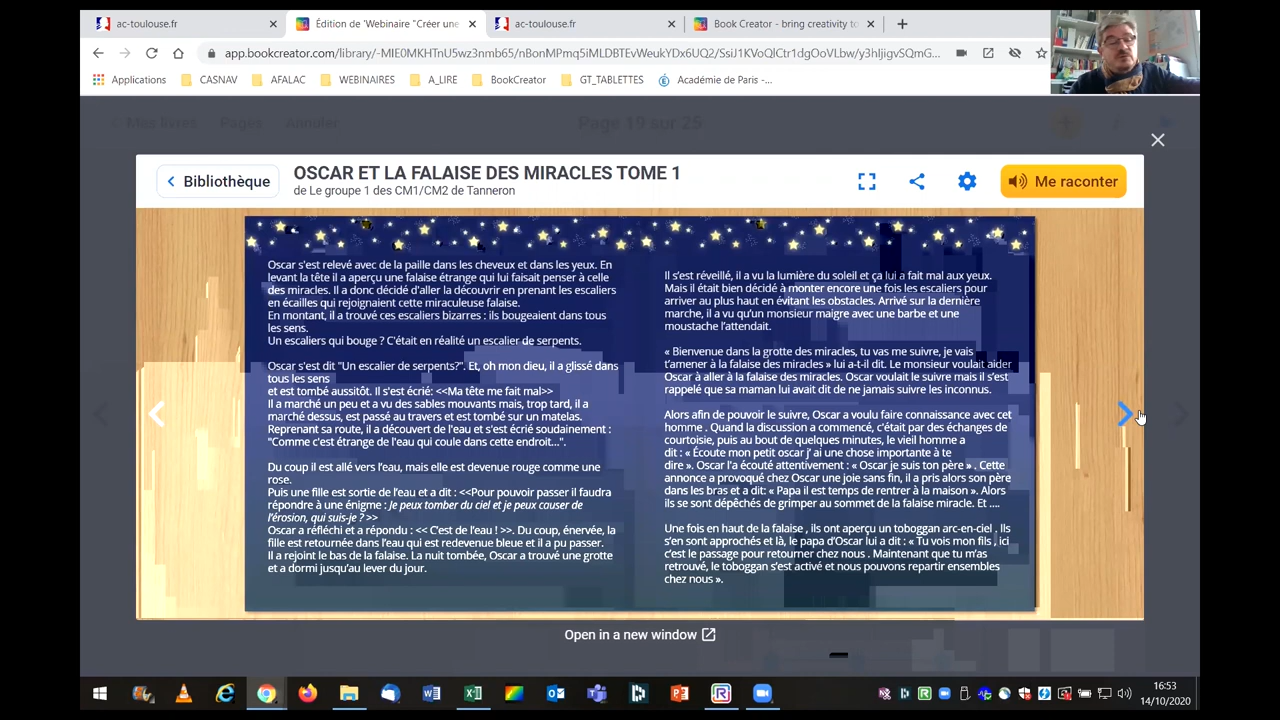 ac-toulouse.fr
Édition de 'Webinaire "Créer une
ac-toulouse.fr
Book Creator - bring creativity to
app.bookcreator.com/library/-MIE0MKHTnU5wz3nmb65/nBonMPmq5iMLDBTEvWeukYDx6UQ2/SsiJ1KVoQlCtr1dgOoVLbw/y3hIjigvSQmG...
Applications
CASNAV
AFALAC
WEBINAIRES
A_LIRE
BookCreator
GT_TABLETTES
Académie de Paris -...
Mes livres
Pages
Annuler
Page 19 sur 25
Bibliothèque
OSCAR ET LA FALAISE DES MIRACLES TOME 1
de Le groupe 1 des CM1/CM2 de Tanneron
Me raconter
Oscar s'est relevé avec de la paille dans les cheveux et dans les yeux. En
levant la tête il a aperçu une falaise étrange qui lui faisait penser à celle
des miracles. Il a donc décidé d'aller la découvrir en prenant les escaliers
en écailles qui rejoignaient cette miraculeuse falaise.
En montant, il a trouvé ces escaliers bizarres : ils bougeaient dans tous
les sens.
Un escaliers qui bouge ? C'était en réalité un escalier de serpents.
Oscar s'est dit "Un escalier de serpents?". Et, oh mon dieu, il a glissé dans
tous les sens
et est tombé aussitôt. Il s'est écrié: <<Ma tête me fait mal>>
Il a marché un peu et a vu des sables mouvants mais, trop tard, il a
marché dessus, est passé au travers et est tombé sur un matelas.
Reprenant sa route, il a découvert de l'eau et s'est écrié soudainement :
"Comme c'est étrange de l'eau qui coule dans cette endroit...".
Du coup il est allé vers l'eau, mais elle est devenue rouge comme une
rose.
Puis une fille est sortie de l'eau et a dit : <<Pour pouvoir passer il faudra
répondre à une énigme : Je peux tomber du ciel et je peux causer de
l'érosion, qui suis-je ? >>
Oscar a réfléchi et a répondu : << C'est de l'eau ! >>. Du coup, énervée, la
fille est retournée dans l'eau qui est redevenue bleue et il a pu passer.
Il a rejoint le bas de la falaise. La nuit tombée, Oscar a trouvé une grotte
et a dormi jusqu'au lever du jour.
Il s'est réveillé, il a vu la lumière du soleil et ça lui a fait mal aux yeux.
Mais il était bien décidé à monter encore une fois les escaliers pour
arriver au plus haut en évitant les obstacles. Arrivé sur la dernière
marche, il a vu qu'un monsieur maigre avec une barbe et une
moustache l'attendait.
« Bienvenue dans la grotte des miracles, tu vas me suivre, je vais
t'amener à la falaise des miracles » lui a-t-il dit. Le monsieur voulait aider
Oscar à aller à la falaise des miracles. Oscar voulait le suivre mais il s'est
rappelé que sa maman lui avait dit de ne jamais suivre les inconnus.
Alors afin de pouvoir le suivre, Oscar a voulu faire connaissance avec cet
homme . Quand la discussion a commencé, c'était par des échanges de
courtoisie, puis au bout de quelques minutes, le vieil homme a
dit : « Écoute mon petit oscar j' ai une chose importante à te
dire ». Oscar l'a écouté attentivement : « Oscar je suis ton père » . Cette
annonce a provoqué chez Oscar une joie sans fin, il a pris alors son père
dans les bras et a dit: « Papa il est temps de rentrer à la maison ». Alors
ils se sont dépêchés de grimper au sommet de la falaise miracle. Et ....
Une fois en haut de la falaise , ils ont aperçu un toboggan arc-en-ciel . Ils
s'en sont approchés et là, le papa d'Oscar lui a dit : « Tu vois mon fils , ici
c'est le passage pour retourner chez nous . Maintenant que tu m'as
retrouvé, le toboggan s'est activé et nous pouvons repartir ensembles
chez nous ».
Open in a new window
16:53
14/10/2020